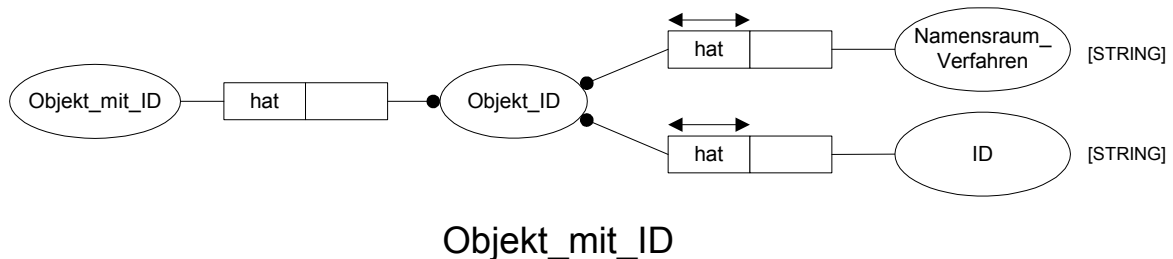 Objekt_mit_ID
hat
Objekt_ID
hat
Namensraum_
Verfahren
[STRING]
hat
ID
[STRING]
Objekt_mit_ID